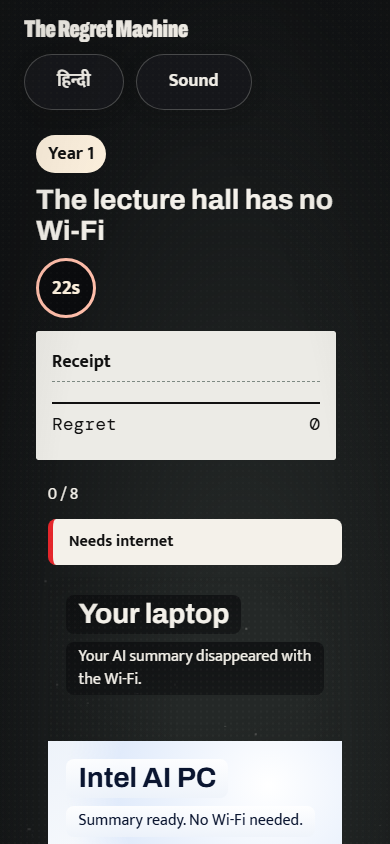 The Regret Machine
हिन्दी
Sound
Year 1
The lecture hall has no
Wi-Fi
22s
Receipt
Regret 0
0 / 8
Needs internet
Your laptop
Your AI summary disappeared with
the Wi-Fi.
Intel AI PC
Summary ready. No Wi-Fi needed.